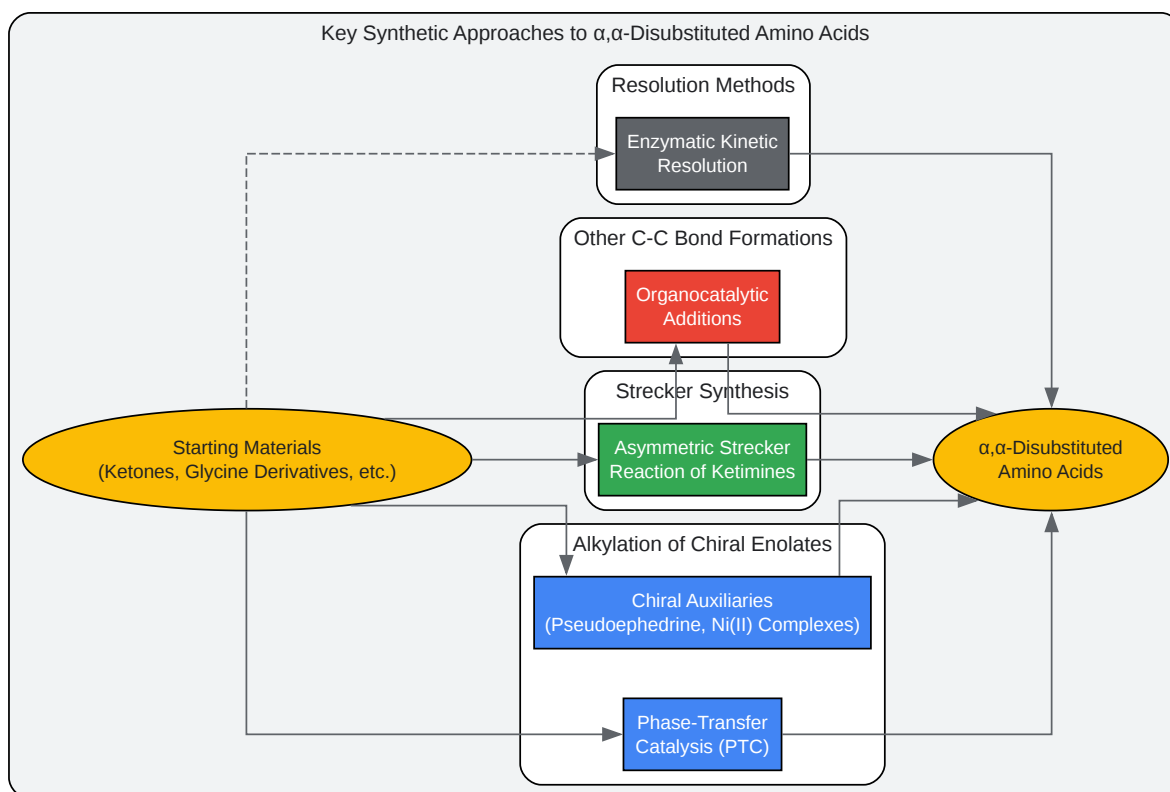 Key Synthetic Approaches to α,α-Disubstituted Amino Acids
Resolution Methods
Enzymatic Kinetic
Resolution
Other C-C Bond Formations
Organocatalytic
Additions
Strecker Synthesis
Starting Materials
(Ketones, Glycine Derivatives, etc.)
Asymmetric Strecker
Reaction of Ketimines
α,α-Disubstituted
Amino Acids
Alkylation of Chiral Enolates
Chiral Auxiliaries
(Pseudoephedrine, Ni(II) Complexes)
Phase-Transfer
Catalysis (PTC)